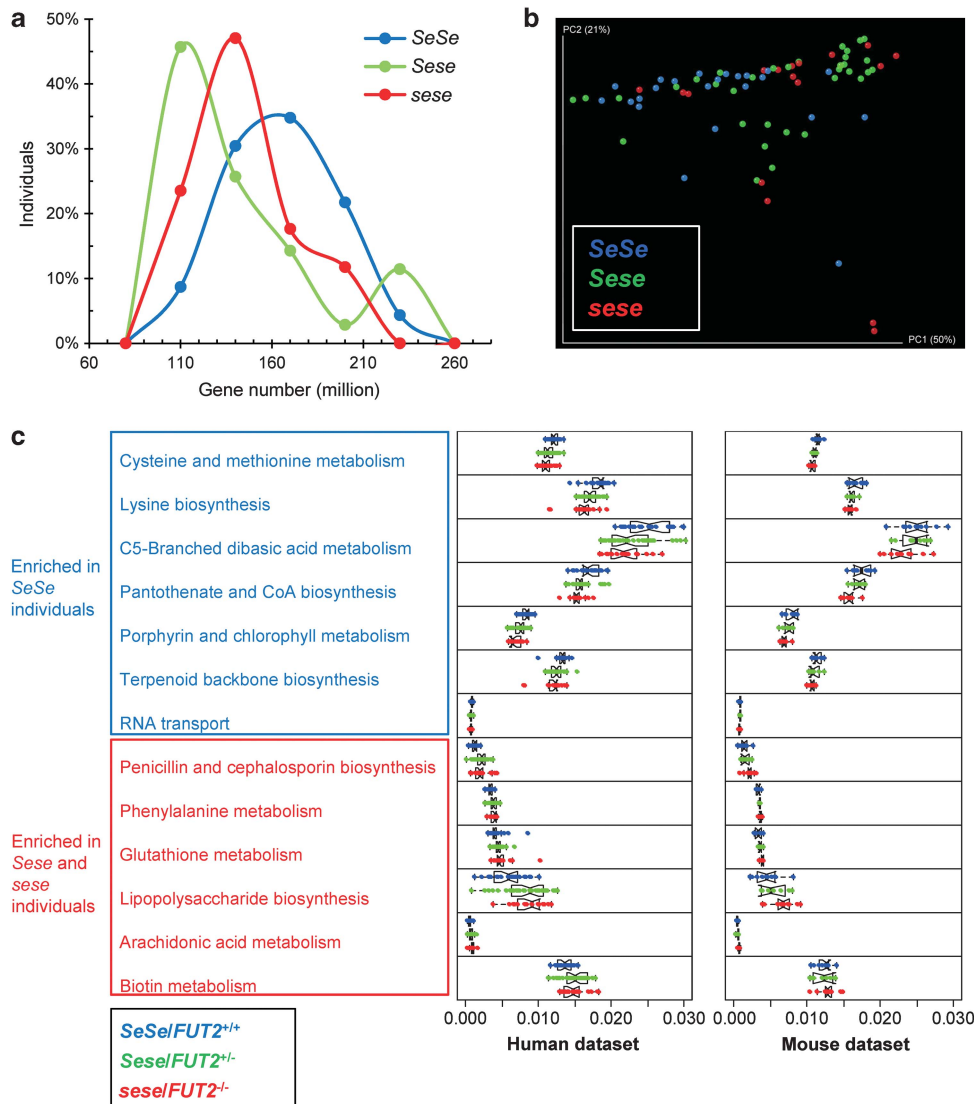 a
50%
40%
30%
20%
10%
0%
Individuals
60
110
160
210
260
Gene number (million)
SeSe
Sese
sese
b
PC2 (21%)
SeSe
Sese
sese
PC1 (50%)
c
Enriched in
SeSe
individuals
Cysteine and methionine metabolism
Lysine biosynthesis
C5-Branched dibasic acid metabolism
Pantothenate and CoA biosynthesis
Porphyrin and chlorophyll metabolism
Terpenoid backbone biosynthesis
RNA transport
Enriched in
Sese and
sese
individuals
Penicillin and cephalosporin biosynthesis
Phenylalanine metabolism
Glutathione metabolism
Lipopolysaccharide biosynthesis
Arachidonic acid metabolism
Biotin metabolism
0.000 0.010 0.020 0.030
Human dataset
0.000 0.010 0.020 0.030
Mouse dataset
SeSe/FUT2+/+
Sese/FUT2+/-
sese/FUT2-/-